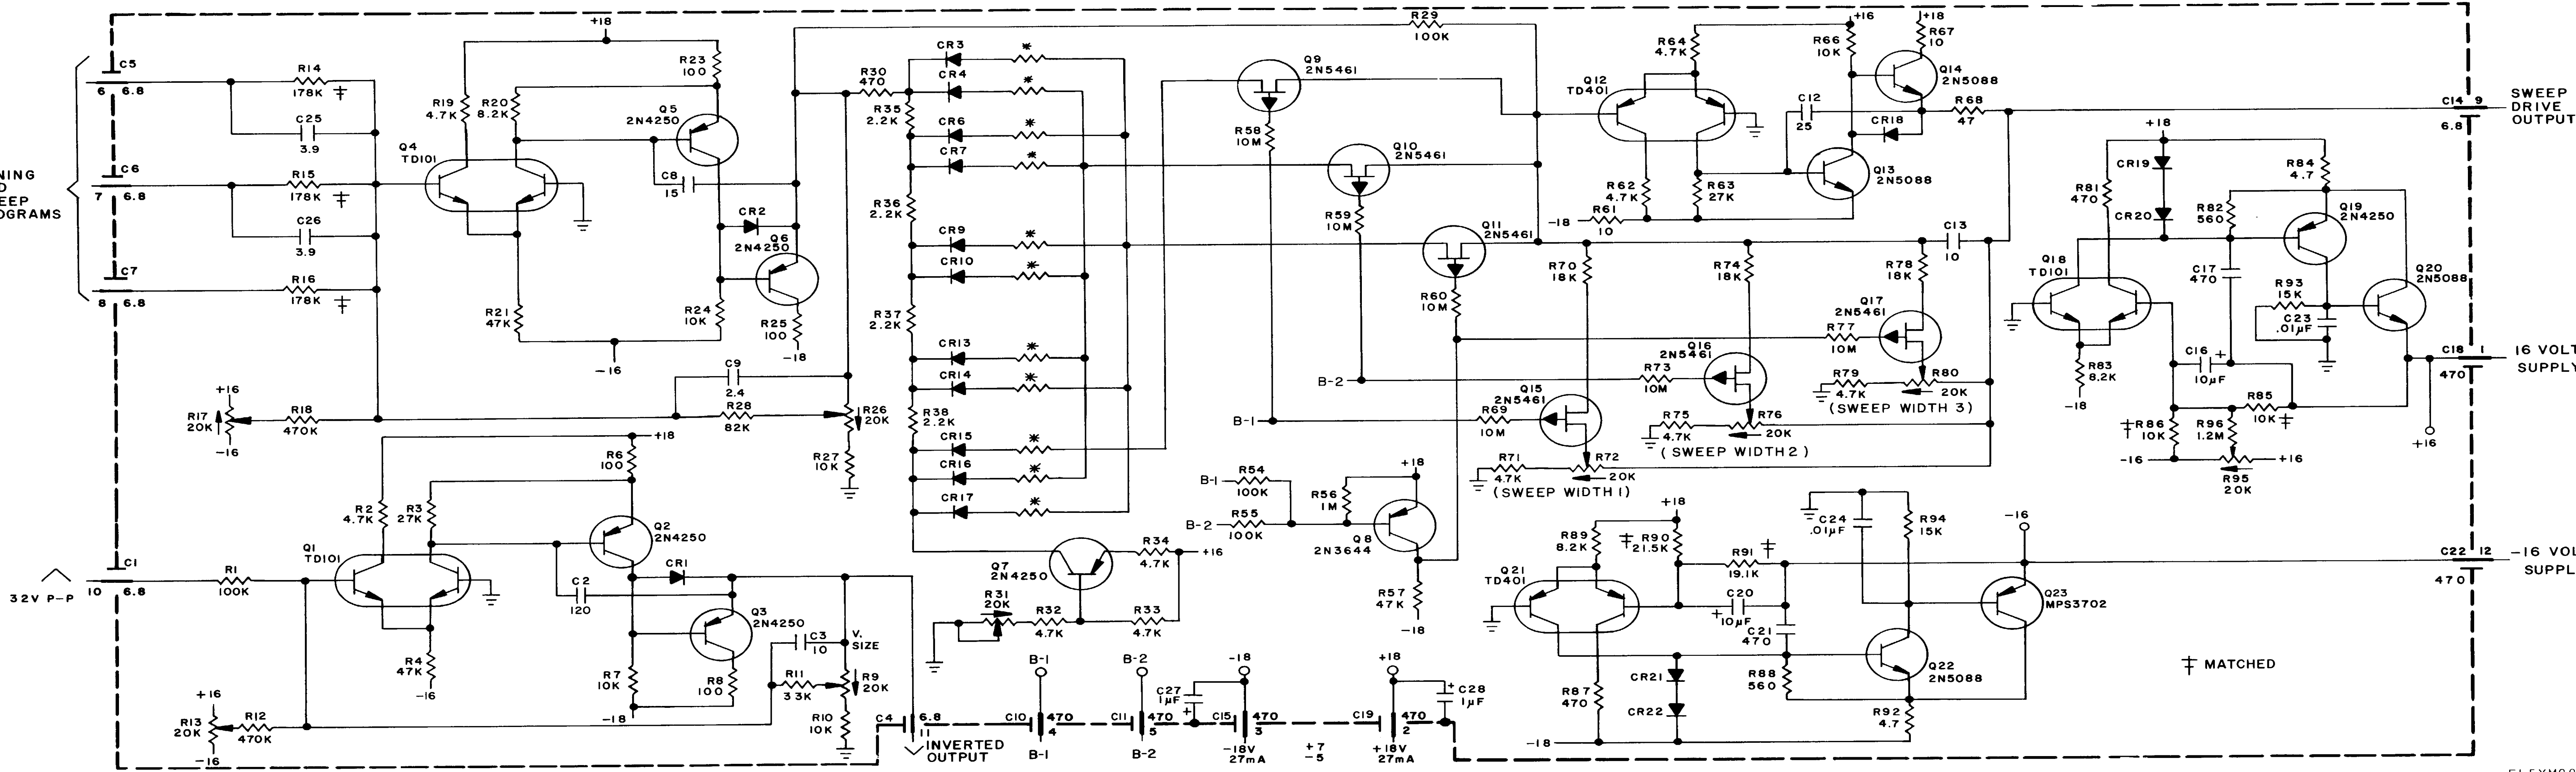 NING
D
EEP
OGRAMS
C5
6 6.8
R14
178K ‡
C25
3.9
C6
7 6.8
R15
178K ‡
C26
3.9
C7
8 6.8
R16
178K ‡
+16
R17
20K
-16
R18
470K
+18
R19
4.7K
R20
8.2K
R23
100
Q5
2N4250
Q4
TD101
C8
15
CR2
Q6
2N4250
R21
47K
R24
10K
R25
100
-18
-16
C9
2.4
R28
82K
R26
20K
R27
10K
R30
470
R29
100K
CR3
*
CR4
*
R35
2.2K
CR6
*
CR7
*
R36
2.2K
CR9
*
CR10
*
R37
2.2K
CR13
*
CR14
*
R38
2.2K
CR15
*
CR16
*
CR17
*
Q9
2N5461
R58
10M
Q10
2N5461
R59
10M
Q11
2N5461
R60
10M
B-2
B-1
R64
4.7K
Q12
TD401
R62
4.7K
R63
27K
-18
R61
10
+16
R66
10K
+18
R67
10
Q14
2N5088
C12
25
CR18
R68
47
Q13
2N5088
C13
10
R70
18K
R74
18K
R78
18K
Q17
2N5461
R77
10M
Q16
2N5461
R73
10M
R79
4.7K
R80
20K
(SWEEP WIDTH 3)
Q15
2N5461
R69
10M
R75
4.7K
R76
20K
(SWEEP WIDTH 2)
R71
4.7K
R72
20K
(SWEEP WIDTH 1)
C14 9
6.8
SWEEP
DRIVE
OUTPUT
+18
CR19
R84
4.7
R81
470
CR20
R82
560
Q19
2N4250
Q18
TD101
C17
470
R93
15K
C23
.01µF
Q20
2N5088
R83
8.2K
-18
C16 +
10µF
R85
10K ‡
‡ R86
10K
R96
1.2M
-16
+16
R95
20K
+16
C18 1
470
16 VOLT
SUPPLY
32V P-P
C1
10 6.8
R1
100K
+18
R2
4.7K
R3
27K
R6
100
Q2
2N4250
Q1
TD101
CR1
C2
120
Q3
2N4250
R4
47K
-16
R7
10K
R8
100
-18
C3
10
V.
SIZE
R11
33K
R9
20K
R10
10K
+16
R13
20K
-16
R12
470K
C4 6.8
11
INVERTED
OUTPUT
Q7
2N4250
R34
4.7K
+16
R31
20K
R32
4.7K
R33
4.7K
B-1
R54
100K
B-2
R55
100K
R56
1M
+18
Q8
2N3644
R57
47K
-18
B-1
C10 470
4
B-1
B-2
C11 470
5
B-2
C27
1µF
+
-18
C15 470
3
-18V
27mA
+7
-5
+18
C19 470
2
+18V
27mA
+ C28
1µF
+18
R89
8.2K
‡ R90
21.5K
R91 ‡
19.1K
Q21
TD401
C20
+ 10µF
C21
470
R87
470
CR21
CR22
R88
560
-18
C24
.01µF
R94
15K
Q22
2N5088
R92
4.7
-16
Q23
MPS3702
C22 12
470
-16 VOL
SUPPL
‡ MATCHED